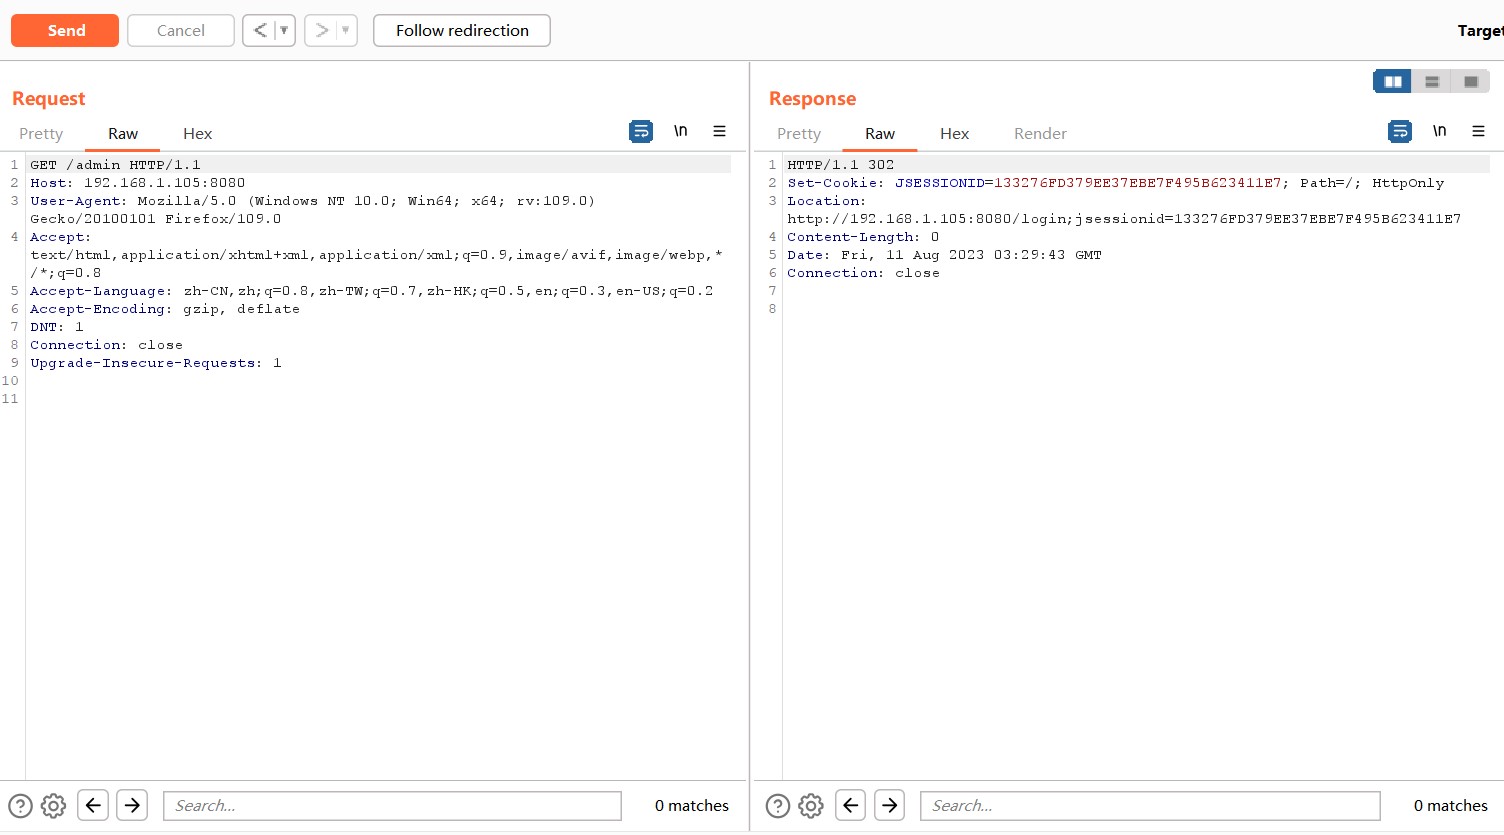 Send Cancel < > Follow redirection Target
Request
Pretty Raw Hex \n
1 GET /admin HTTP/1.1
2 Host: 192.168.1.105:8080
3 User-Agent: Mozilla/5.0 (Windows NT 10.0; Win64; x64; rv:109.0)
Gecko/20100101 Firefox/109.0
4 Accept:
text/html,application/xhtml+xml,application/xml;q=0.9,image/avif,image/webp,*
/*;q=0.8
5 Accept-Language: zh-CN,zh;q=0.8,zh-TW;q=0.7,zh-HK;q=0.5,en;q=0.3,en-US;q=0.2
6 Accept-Encoding: gzip, deflate
7 DNT: 1
8 Connection: close
9 Upgrade-Insecure-Requests: 1
10
11
Search... 0 matches
Response
Pretty Raw Hex Render \n
1 HTTP/1.1 302
2 Set-Cookie: JSESSIONID=133276FD379EE37EBE7F495B623411E7; Path=/; HttpOnly
3 Location:
http://192.168.1.105:8080/login;jsessionid=133276FD379EE37EBE7F495B623411E7
4 Content-Length: 0
5 Date: Fri, 11 Aug 2023 03:29:43 GMT
6 Connection: close
7
8
Search... 0 matches